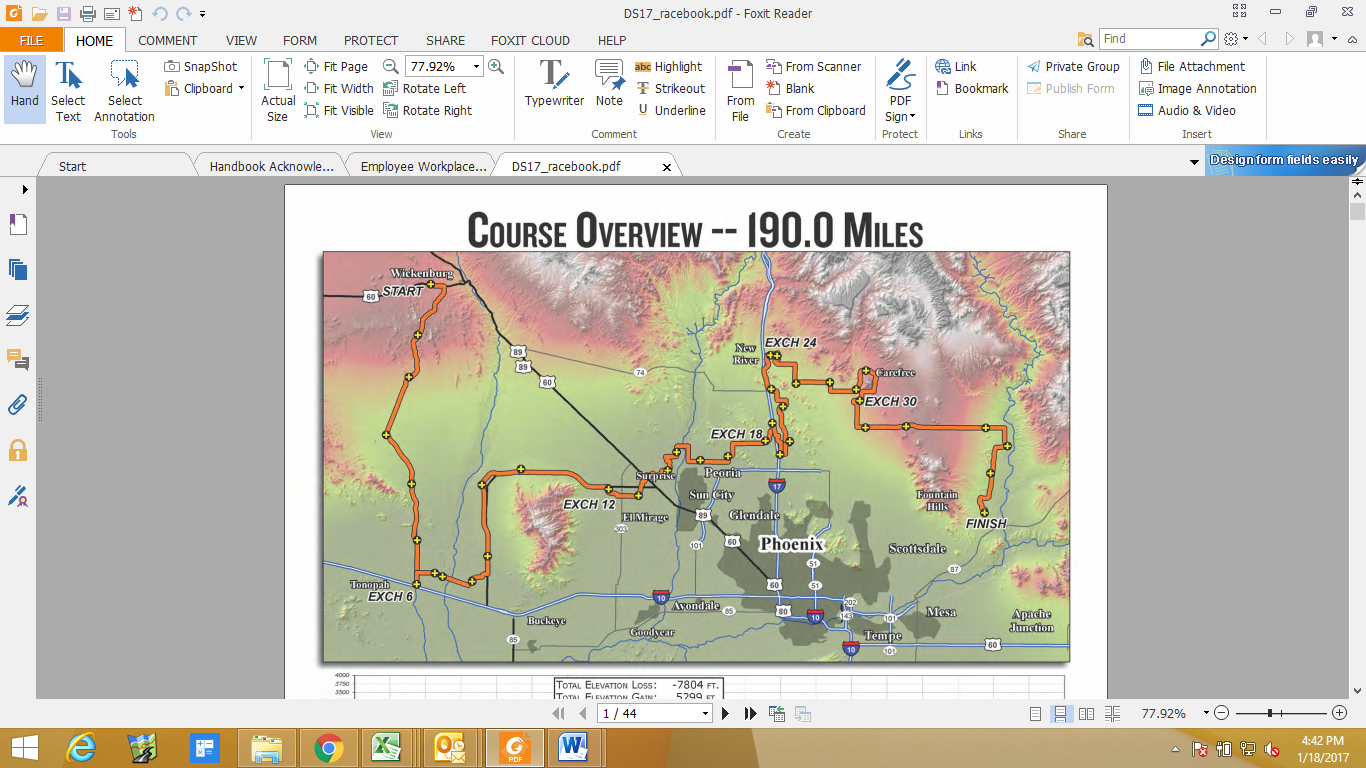 DS17_racebook.pdf - Foxit Reader
FILE HOME COMMENT VIEW FORM PROTECT SHARE FOXIT CLOUD HELP Find
Hand
Select Text
Select Annotation
SnapShot
Clipboard
Tools
Actual Size
Fit Page
Fit Width
Fit Visible
77.92%
Rotate Left
Rotate Right
View
Typewriter
Note
abc Highlight
Strikeout
Underline
Comment
From File
From Scanner
Blank
From Clipboard
Create
PDF Sign
Protect
Link
Bookmark
Links
Private Group
Publish Form
Share
File Attachment
Image Annotation
Audio & Video
Insert
Start Handbook Acknowle... Employee Workplace... DS17_racebook.pdf Design form fields easily
COURSE OVERVIEW -- 190.0 MILES
Wickenburg
60 START
89
89
60
74
New River
EXCH 24
Carefree
EXCH 30
EXCH 18
Surprise
Peoria
Sun City
17
EXCH 12
El Mirage
303
89
Glendale
101
60
Phoenix
Fountain Hills
FINISH
Scottsdale
51
51
87
Tonopah
EXCH 6
60
10
Avondale
85
80
10
202
143
101
Mesa
Apache Junction
Buckeye
85
Goodyear
Tempe
10
101
60
4000
3750
3500
TOTAL ELEVATION LOSS: -7804 FT.
TOTAL ELEVATION GAIN: 5299 FT.
1 / 44
77.92%
PDF
4:42 PM
1/18/2017